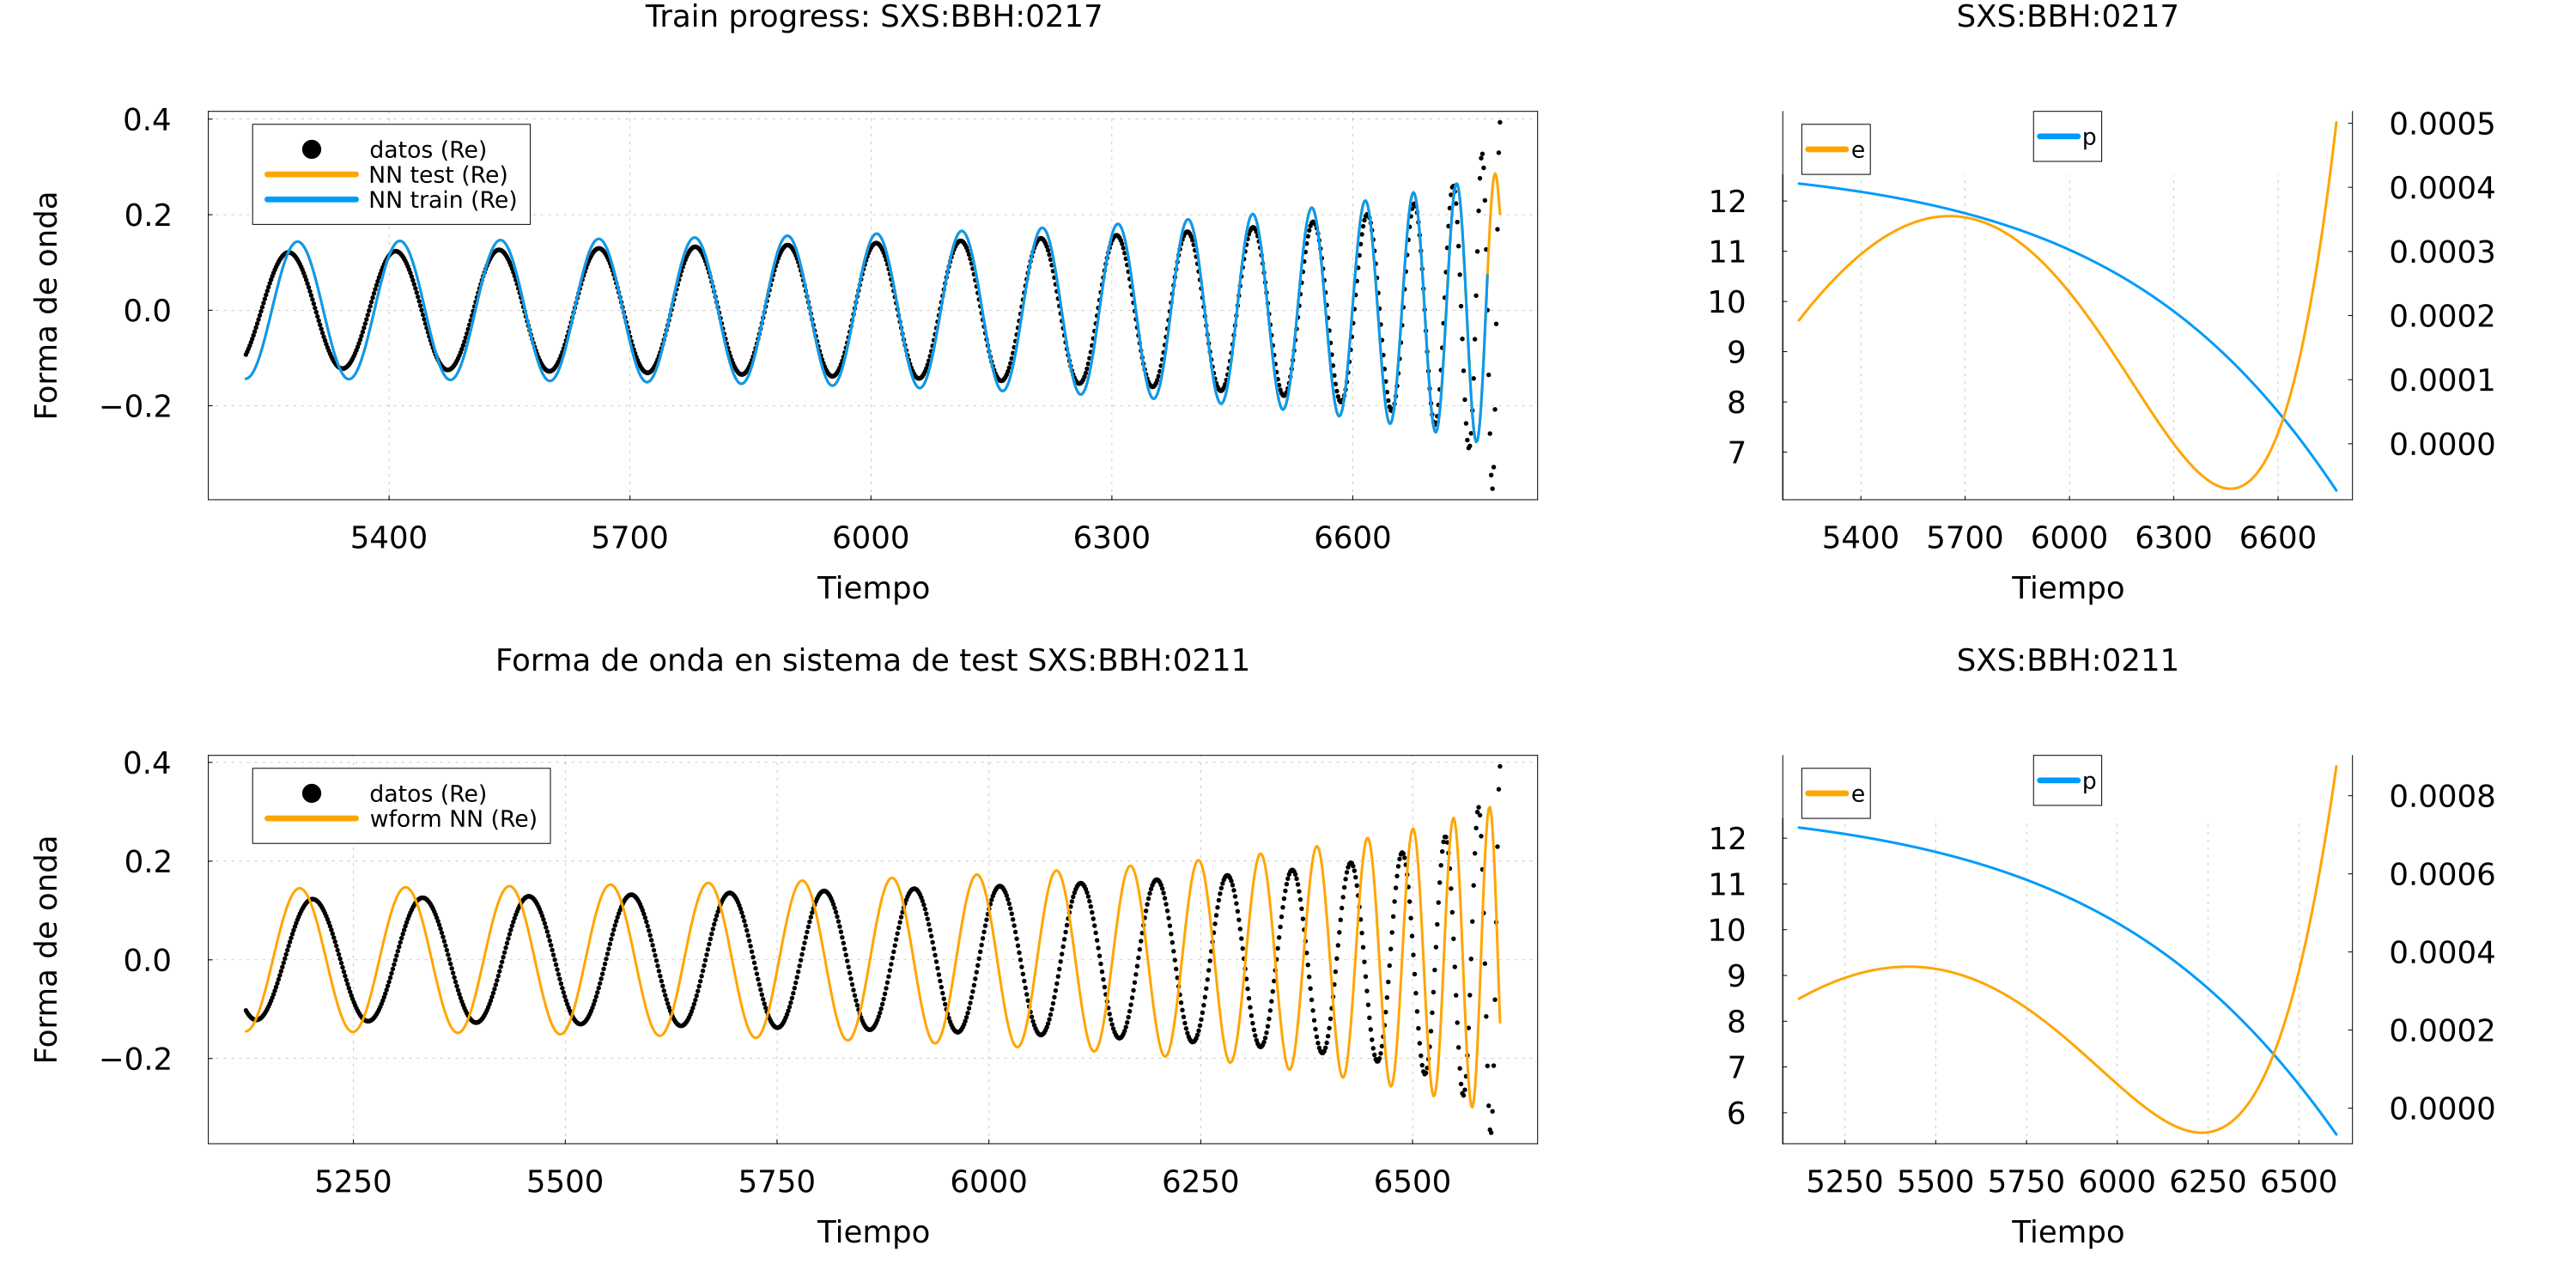 Train progress: SXS:BBH:0217
Forma de onda
0.4
0.2
0.0
−0.2
datos (Re)
NN test (Re)
NN train (Re)
5400 5700 6000 6300 6600
Tiempo
SXS:BBH:0217
e
p
12
11
10
9
8
7
0.0005
0.0004
0.0003
0.0002
0.0001
0.0000
5400 5700 6000 6300 6600
Tiempo
Forma de onda en sistema de test SXS:BBH:0211
Forma de onda
0.4
0.2
0.0
−0.2
datos (Re)
wform NN (Re)
5250 5500 5750 6000 6250 6500
Tiempo
SXS:BBH:0211
e
p
12
11
10
9
8
7
6
0.0008
0.0006
0.0004
0.0002
0.0000
5250 5500 5750 6000 6250 6500
Tiempo